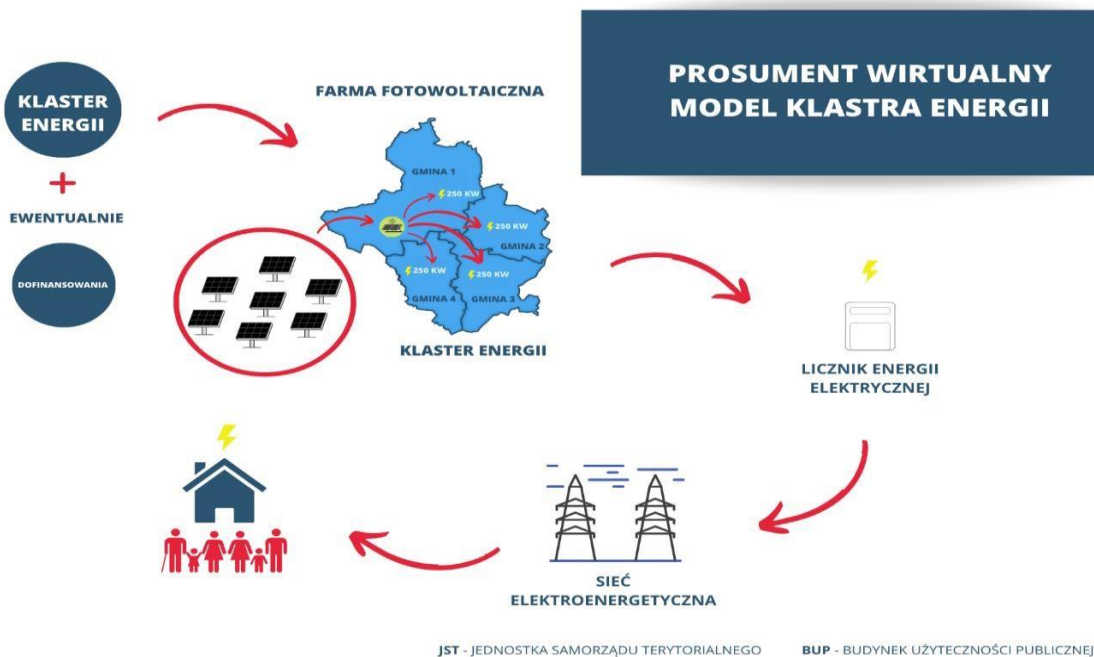 PROSUMENT WIRTUALNY
MODEL KLASTRA ENERGII
KLASTER
ENERGII
+
EWENTUALNIE
DOFINANSOWANIA
FARMA FOTOWOLTAICZNA
GMINA 1
250 KW
250 KW
GMINA 2
250 KW
250 KW
GMINA 4
GMINA 3
KLASTER ENERGII
LICZNIK ENERGII
ELEKTRYCZNEJ
SIEĆ
ELEKTROENERGETYCZNA
JST - JEDNOSTKA SAMORZĄDU TERYTORIALNEGO
BUP - BUDYNEK UŻYTECZNOŚCI PUBLICZNEJ